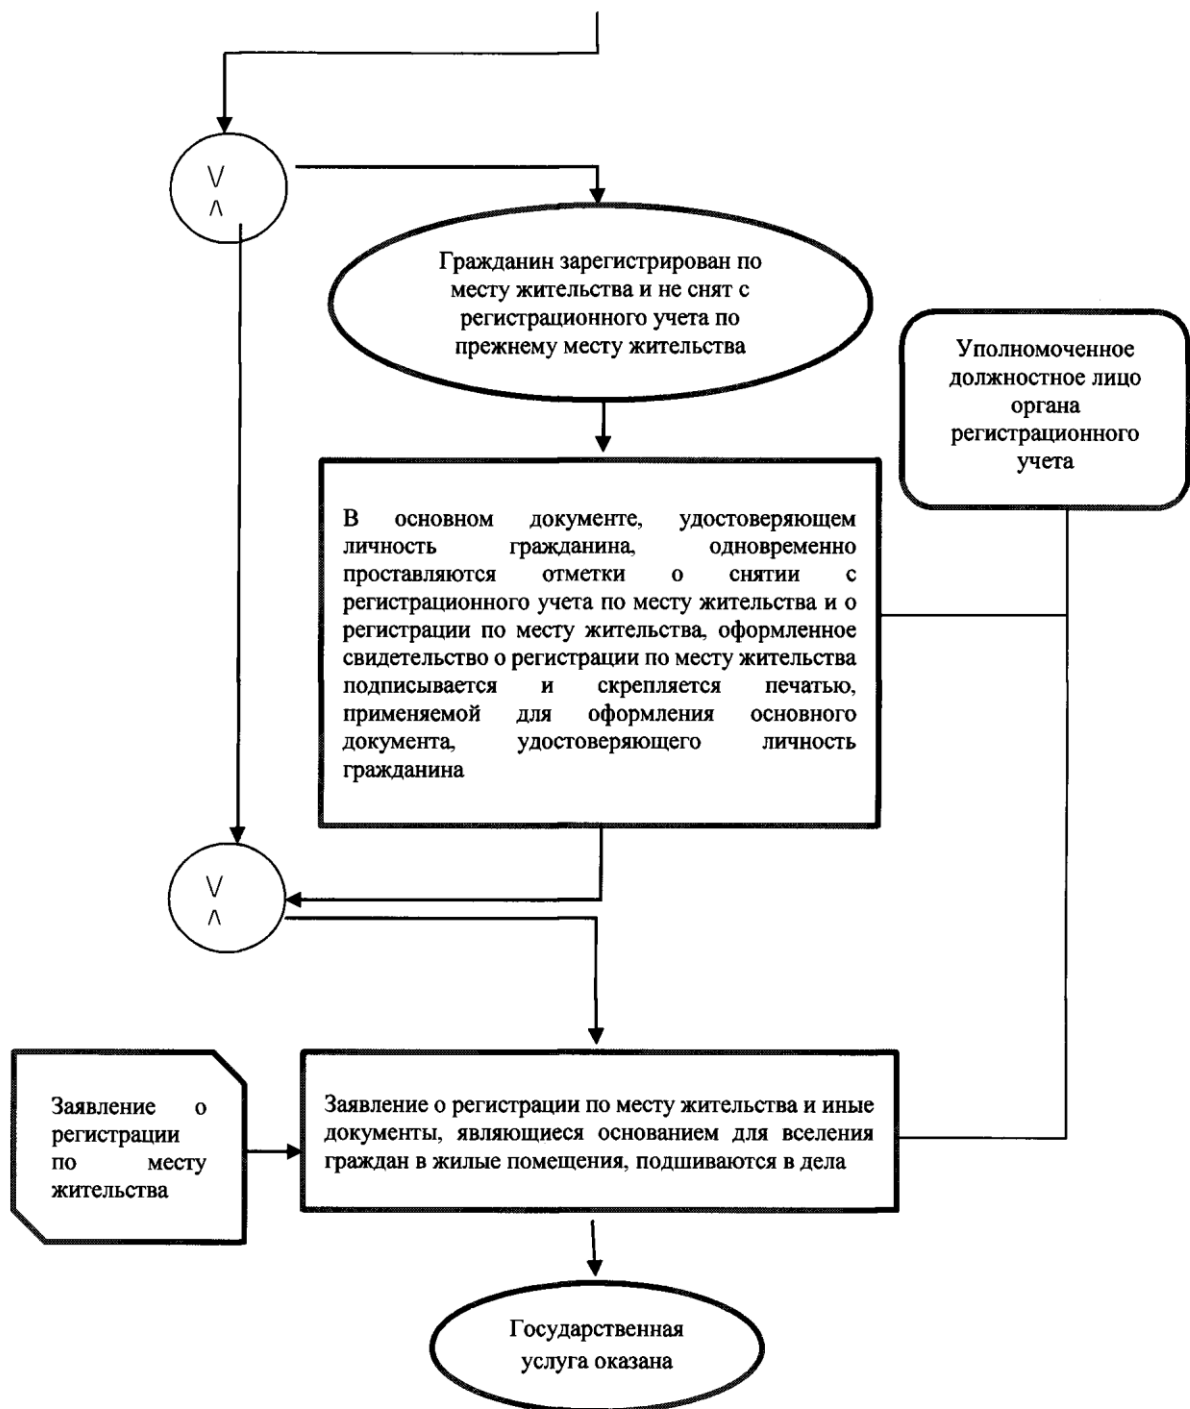 \/
/\
Гражданин зарегистрирован по
месту жительства и не снят с
регистрационного учета по
прежнему месту жительства
Уполномоченное
должностное лицо
органа
регистрационного
учета
В основном документе, удостоверяющем
личность гражданина, одновременно
проставляются отметки о снятии с
регистрационного учета по месту жительства и о
регистрации по месту жительства, оформленное
свидетельство о регистрации по месту жительства
подписывается и скрепляется печатью,
применяемой для оформления основного
документа, удостоверяющего личность
гражданина
\/
/\
Заявление о
регистрации
по месту
жительства
Заявление о регистрации по месту жительства и иные
документы, являющиеся основанием для вселения
граждан в жилые помещения, подшиваются в дела
Государственная
услуга оказана